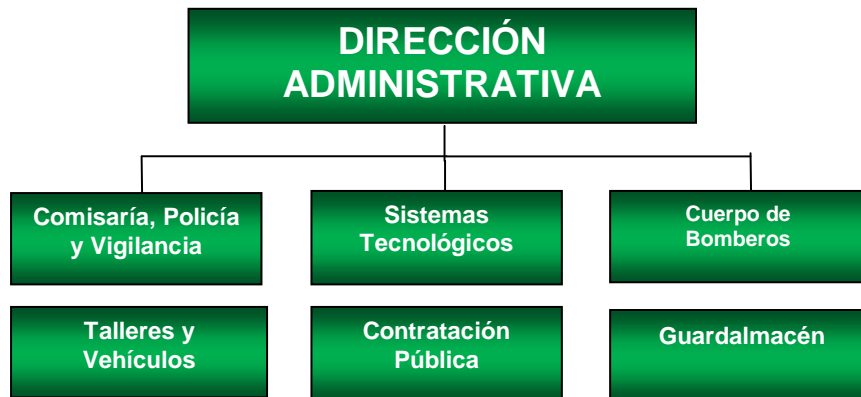 DIRECCIÓN
ADMINISTRATIVA
Comisaría, Policía
y Vigilancia
Sistemas
Tecnológicos
Cuerpo de
Bomberos
Talleres y
Vehículos
Contratación
Pública
Guardalmacén